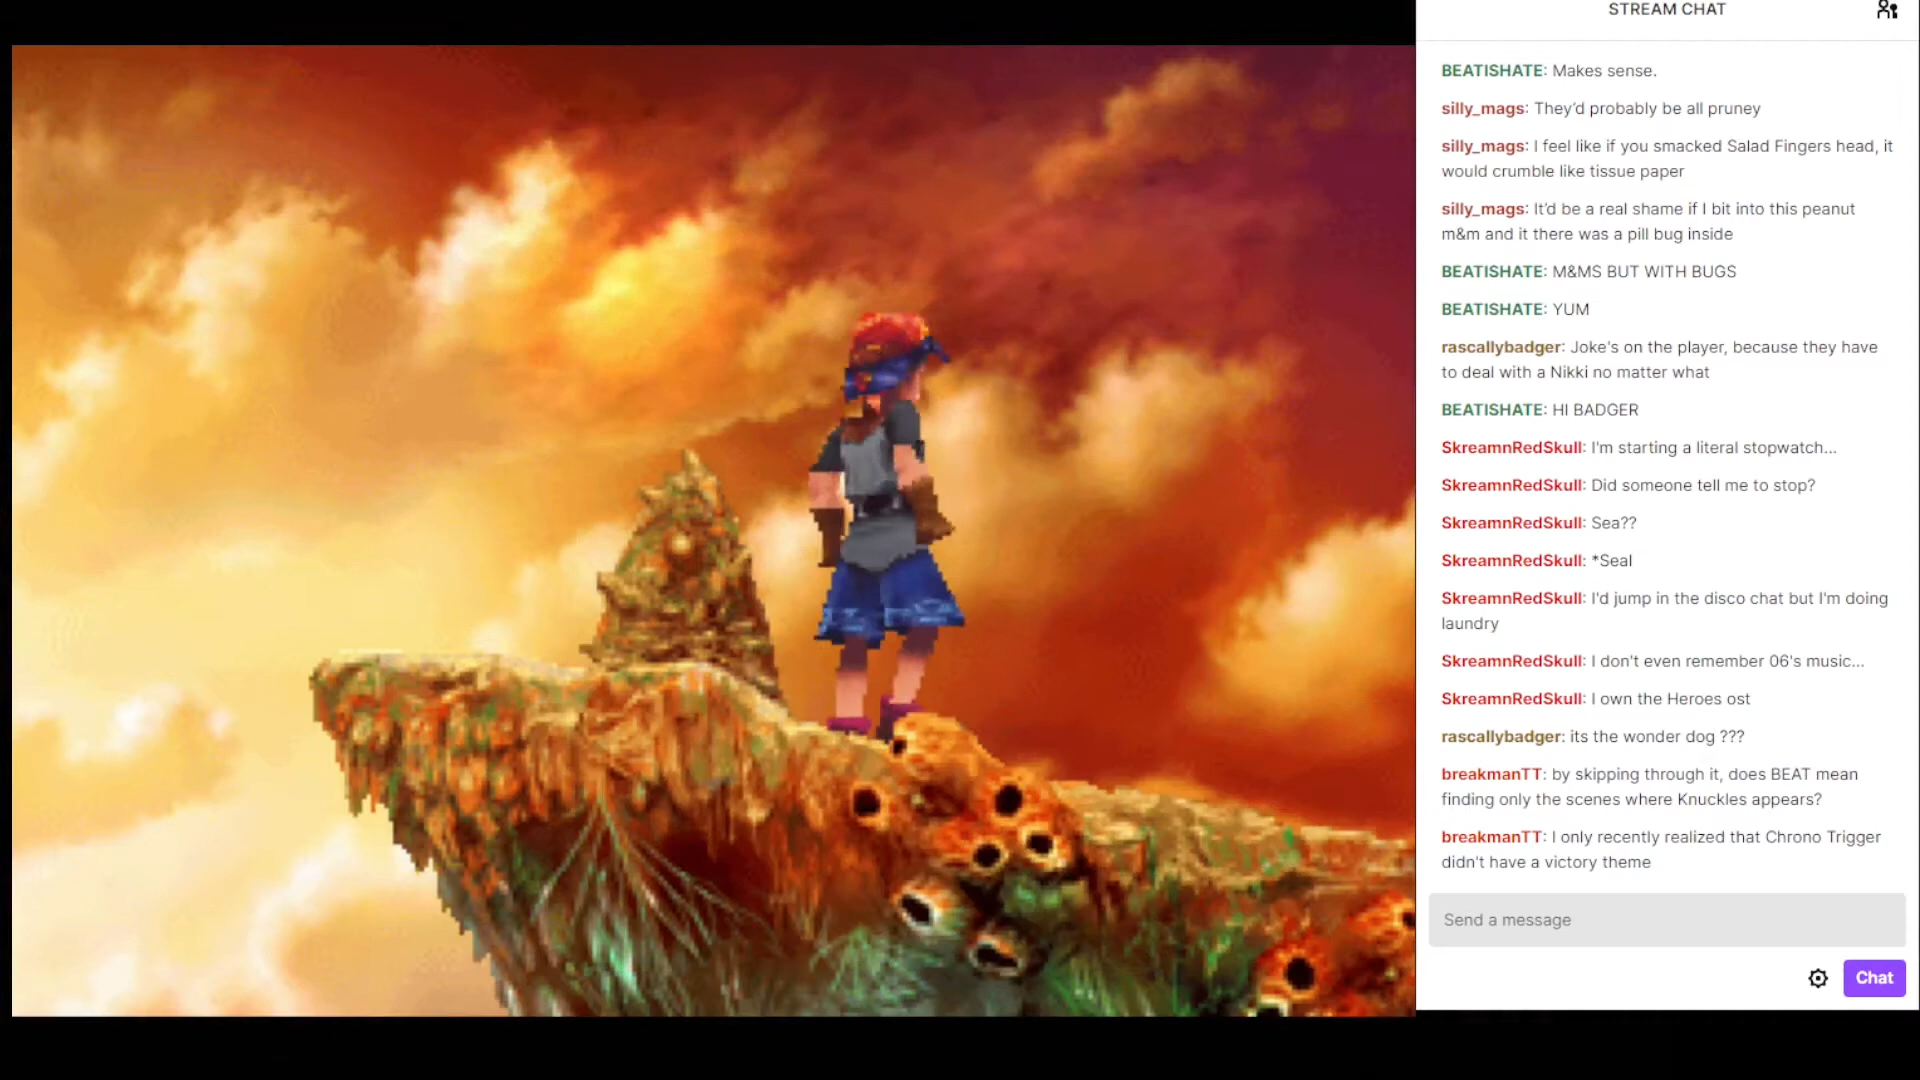 STREAM CHAT
BEATISHATE: Makes sense.
silly_mags: They'd probably be all pruney
silly_mags: I feel like if you smacked Salad Fingers head, it
would crumble like tissue paper
silly_mags: It'd be a real shame if I bit into this peanut
m&m and it there was a pill bug inside
BEATISHATE: M&MS BUT WITH BUGS
BEATISHATE: YUM
rascallybadger: Joke's on the player, because they have
to deal with a Nikki no matter what
BEATISHATE: HI BADGER
SkreamnRedSkull: I'm starting a literal stopwatch...
SkreamnRedSkull: Did someone tell me to stop?
SkreamnRedSkull: Sea??
SkreamnRedSkull: *Seal
SkreamnRedSkull: I'd jump in the disco chat but I'm doing
laundry
SkreamnRedSkull: I don't even remember 06's music...
SkreamnRedSkull: I own the Heroes ost
rascallybadger: its the wonder dog ???
breakmanTT: by skipping through it, does BEAT mean
finding only the scenes where Knuckles appears?
breakmanTT: I only recently realized that Chrono Trigger
didn't have a victory theme
Send a message
Chat